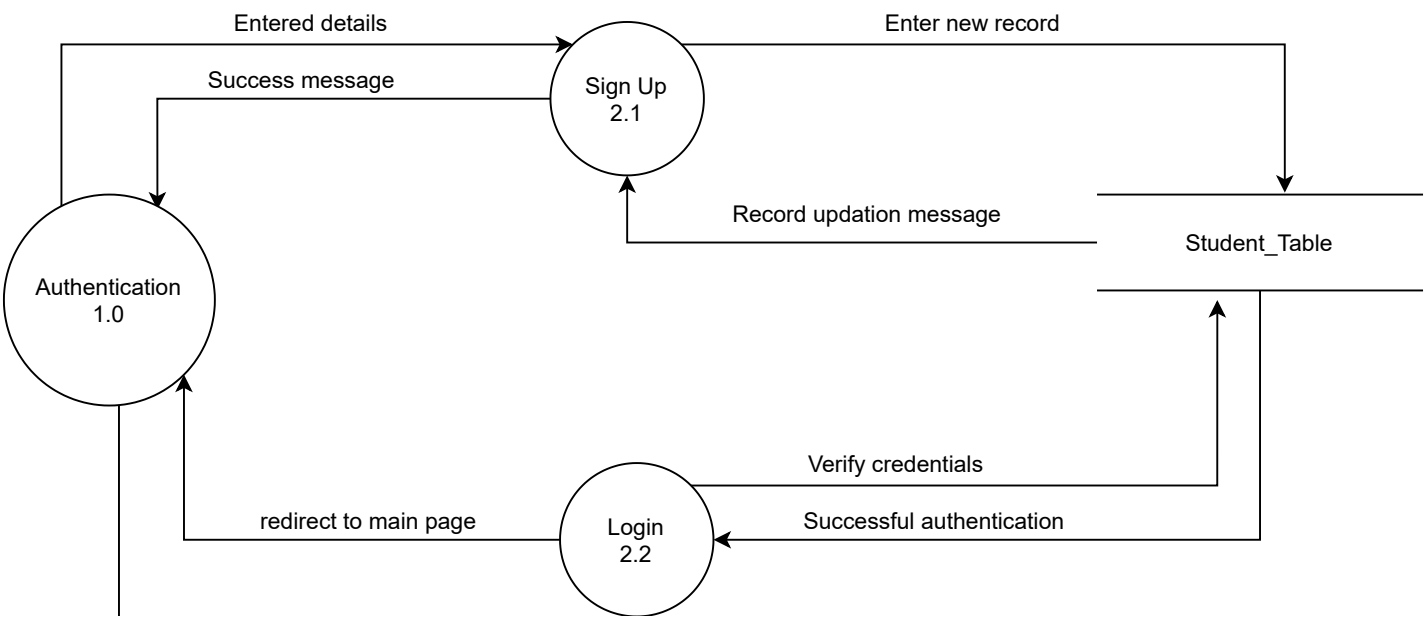 Entered details
Enter new record
Success message
Sign Up
2.1
Record updation message
Student_Table
Authentication
1.0
Verify credentials
redirect to main page
Successful authentication
Login
2.2